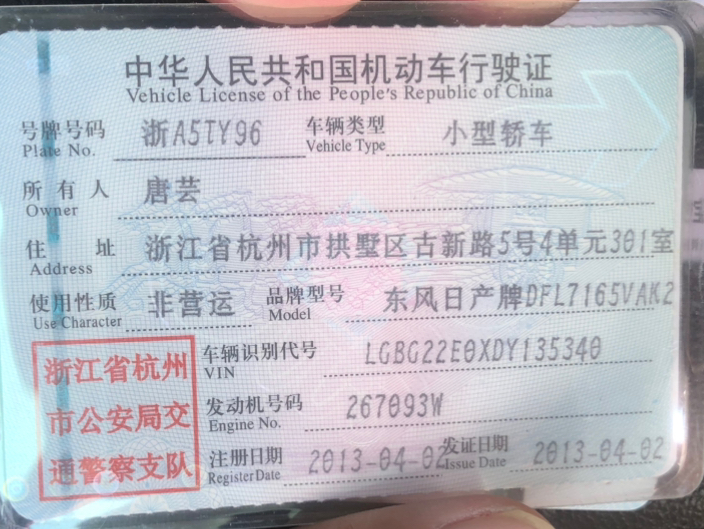 中华人民共和国机动车行驶证
Vehicle License of the People's Republic of China
号牌号码 浙A5TY96 车辆类型 小型轿车
Plate No. Vehicle Type
所有人 唐芸
Owner
住址 浙江省杭州市拱墅区古新路5号4单元301室
Address
使用性质 非营运 品牌型号 东风日产牌DFL7165VAK2
Use Character Model
车辆识别代号 LGBG22E0XDY135340
VIN
发动机号码 267093W
Engine No.
注册日期 2013-04-02 发证日期 2013-04-02
Register Date Issue Date
浙江省杭州
市公安局交
通警察支队